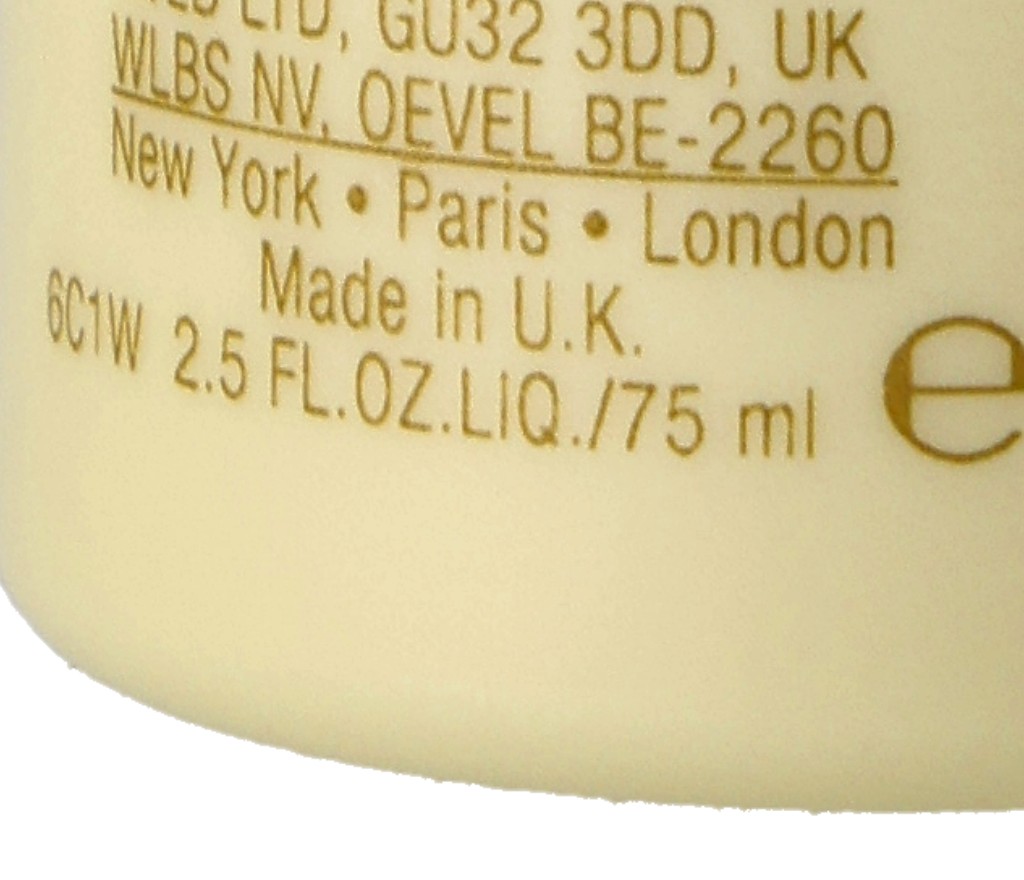 LTD, GU32 3DD, UK
WLBS NV, OEVEL BE-2260
New York • Paris • London
Made in U.K.
6C1W 2.5 FL.OZ.LIQ./75 ml e